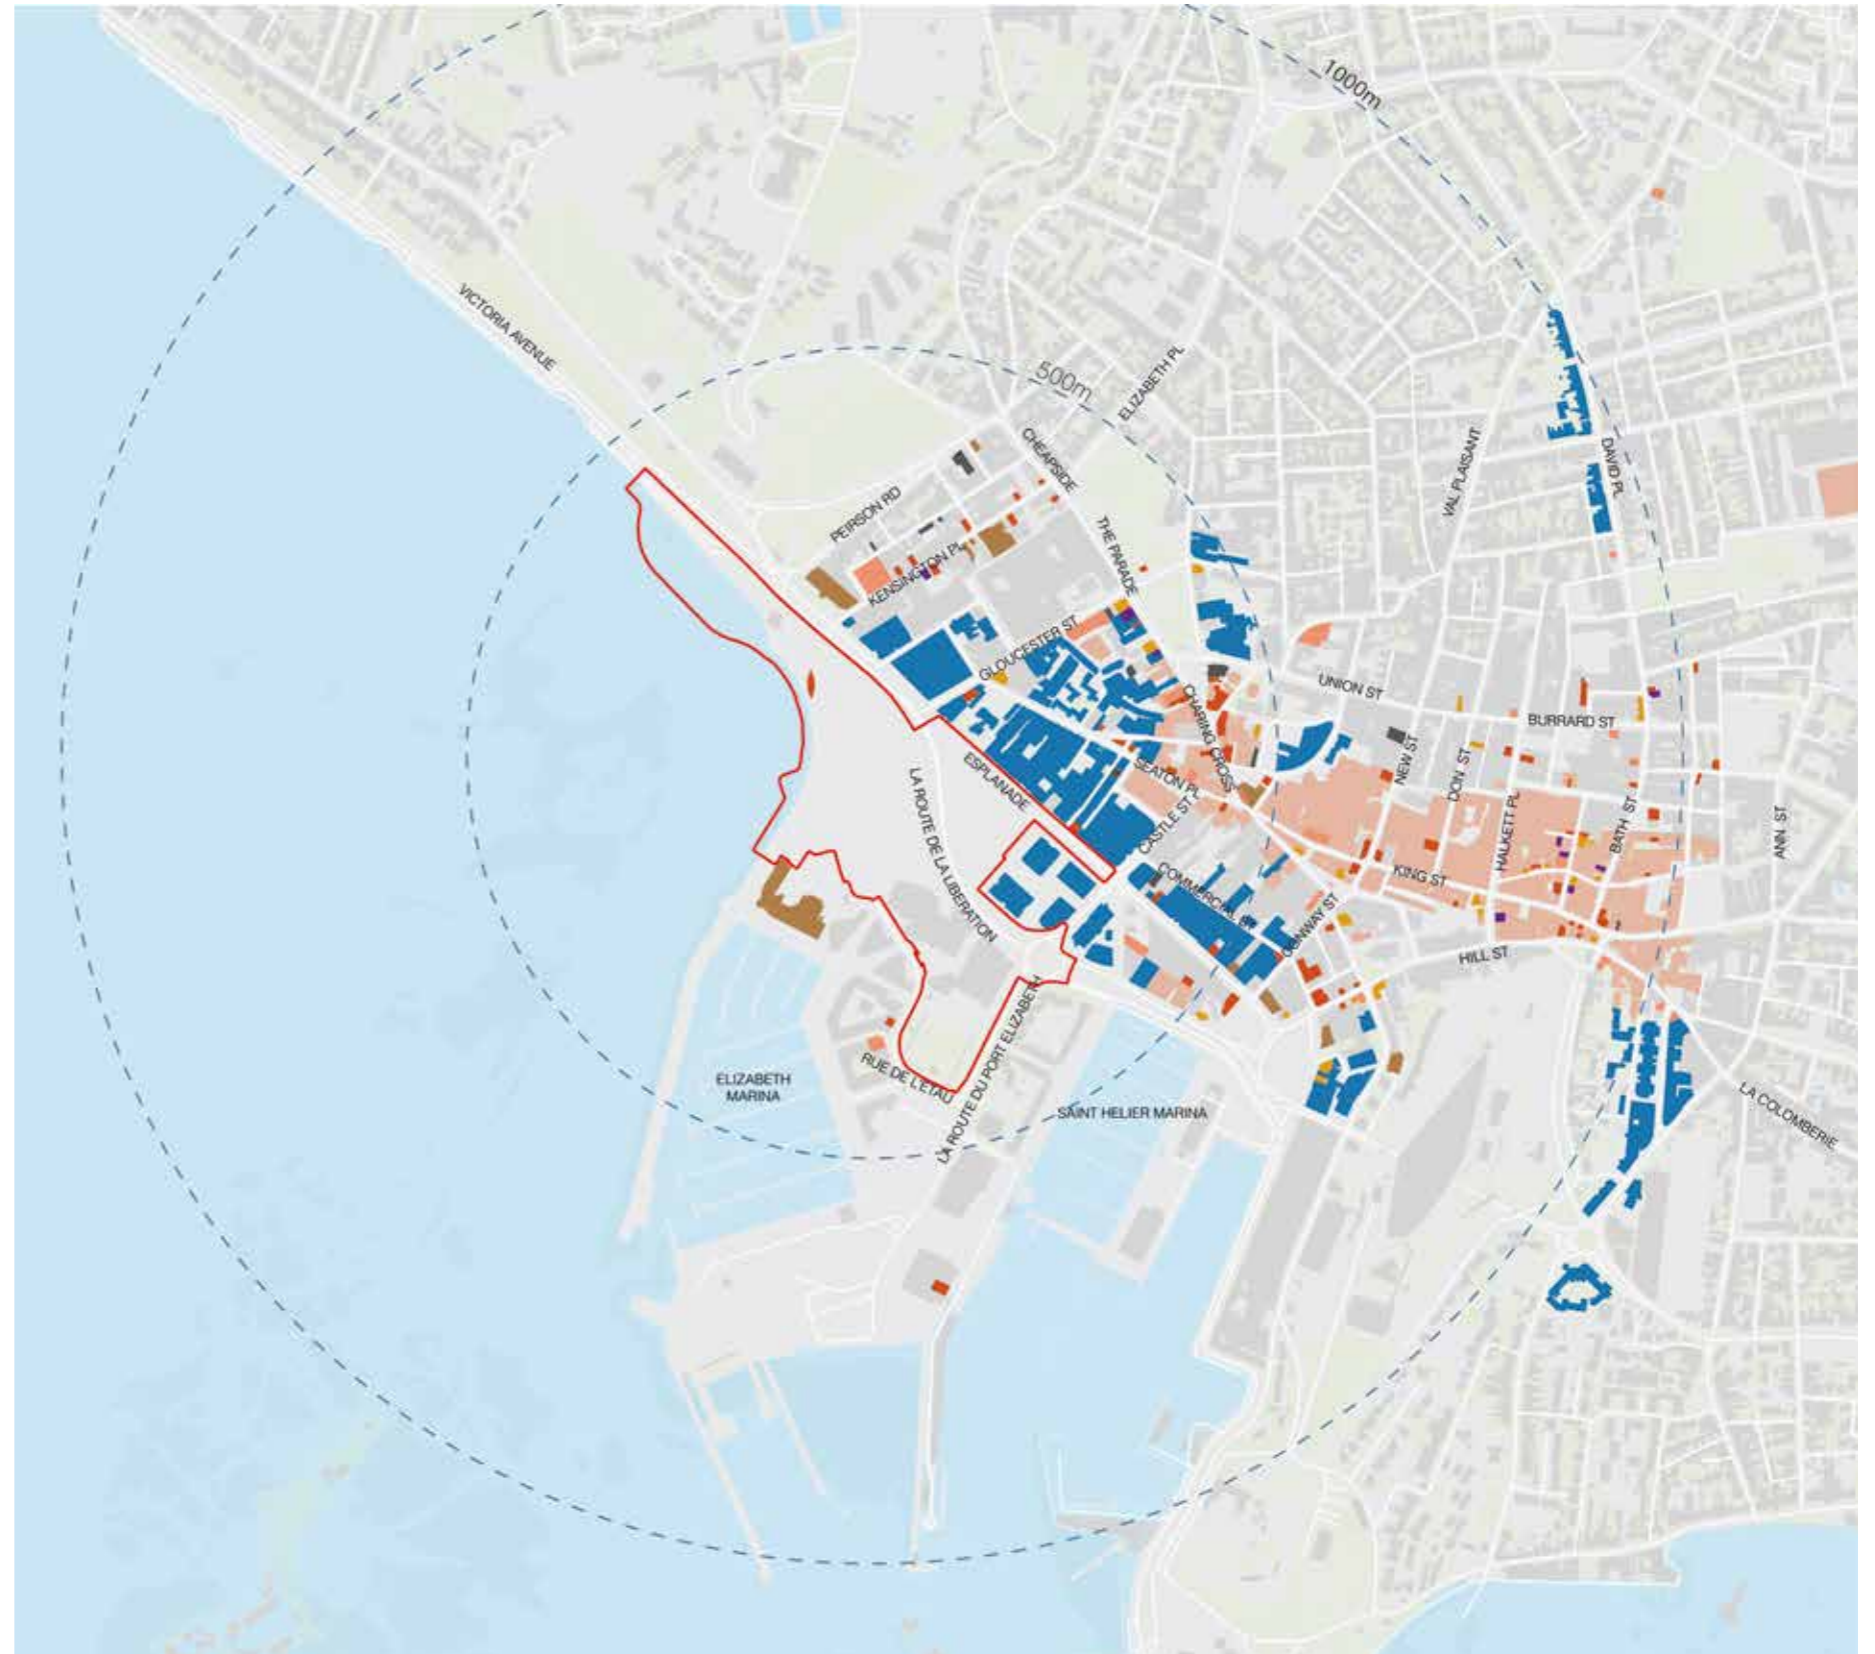 1000m
VICTORIA AVENUE
500m
ELIZABETH PL
CHEAPSIDE
VAL PLAISANT
DAVID PL
PEIRSON RD
THE PARADE
KENSINGTON PL
GLOUCESTER ST
UNION ST
CHARING CROSS
BURRARD ST
NEW ST
DON ST
ESPLANADE
SEATON PL
LA ROUTE DE LA LIBERATION
CASTLE ST
HALKETT PL
BATH ST
ANN ST
COMMERCIAL ST
KING ST
CONWAY ST
HILL ST
LA ROUTE DU PORT ELIZABETH
RUE DE L'ETAU
ELIZABETH
MARINA
SAINT HELIER MARINA
LA COLOMBERIE